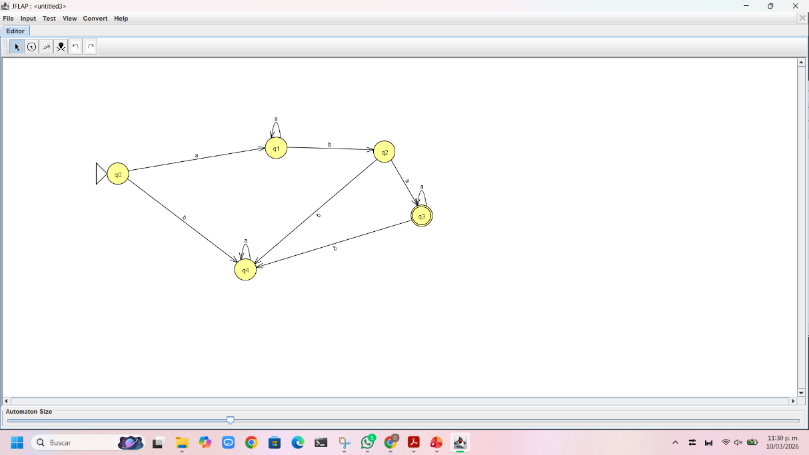 JFLAP : <untitled3>
File Input Test View Convert Help
Editor
a
a
b
q1
q2
a
q0
a
a
q3
b
b
b
a
q4
Automaton Size
Buscar
11:30 p. m.
10/03/2026